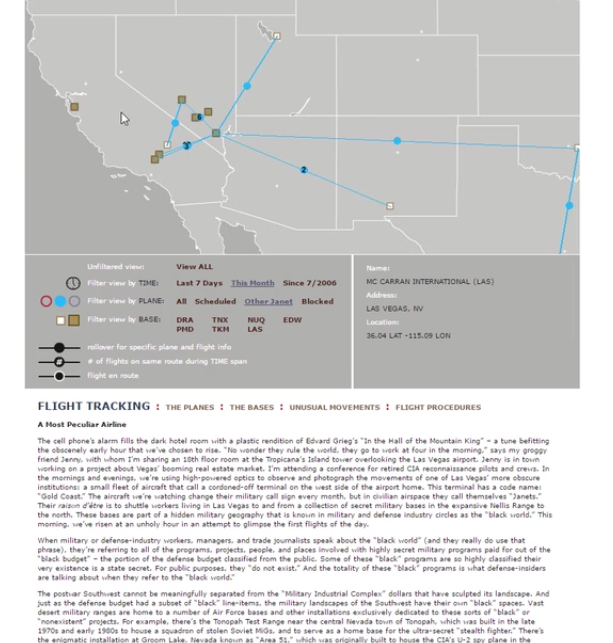 6
3
2
Unfiltered view: View ALL
Filter view by TIME: Last 7 Days This Month Since 7/2006
Filter view by PLANE: All Scheduled Other Janet Blocked
Filter view by BASE: DRA TNX NUQ EDW
PMD TKM LAS
rollover for specific plane and flight info
# of flights on same route during TIME span
flight en route
Name:
MC CARRAN INTERNATIONAL (LAS)
Address:
LAS VEGAS, NV
Location:
36.04 LAT -115.09 LON
FLIGHT TRACKING : THE PLANES : THE BASES : UNUSUAL MOVEMENTS : FLIGHT PROCEDURES
A Most Peculiar Airline
The cell phone's alarm fills the dark hotel room with a plastic rendition of Edvard Grieg's "In the Hall of the Mountain King" – a tune befitting
the obscenely early hour that we've chosen to rise. "No wonder they rule the world, they go to work at four in the morning," says my groggy
friend Jenny, with whom I'm sharing an 18th floor room at the Tropicana's Island tower overlooking the Las Vegas airport. Jenny is in town
working on a project about Vegas' booming real estate market. I'm attending a conference for retired CIA reconnaissance pilots and crews. In
the mornings and evenings, we're using high-powered optics to observe and photograph the movements of one of Las Vegas' more obscure
institutions: a small fleet of aircraft that call a cordoned-off terminal on the west side of the airport home. This terminal has a code name:
"Gold Coast." The aircraft we're watching change their military call sign every month, but in civilian airspace they call themselves "Janets."
Their raison d'être is to shuttle workers living in Las Vegas to and from a collection of secret military bases in the expansive Nellis Range to
the north. These bases are part of a hidden military geography that is known in military and defense industry circles as the "black world." This
morning, we've risen at an unholy hour in an attempt to glimpse the first flights of the day.
When military or defense-industry workers, managers, and trade journalists speak about the "black world" (and they really do use that
phrase), they're referring to all of the programs, projects, people, and places involved with highly secret military programs paid for out of the
"black budget" – the portion of the defense budget classified from the public. Some of these "black" programs are so highly classified their
very existence is a state secret. For public purposes, they "do not exist." And the totality of these "black" programs is what defense-insiders
are talking about when they refer to the "black world."
The postwar Southwest cannot be meaningfully separated from the "Military Industrial Complex" dollars that have sculpted its landscape. And
just as the defense budget had a subset of "black" line-items, the military landscapes of the Southwest have their own "black" spaces. Vast
desert military ranges are home to a number of Air Force bases and other installations exclusively dedicated to these sorts of "black" or
"nonexistent" projects. For example, there's the Tonopah Test Range near the central Nevada town of Tonopah, which was built in the late
1970s and early 1980s to house a squadron of stolen Soviet MiGs, and to serve as a home base for the ultra-secret "stealth fighter." There's
the enigmatic installation at Groom Lake, Nevada known as "Area 51," which was originally built to house the CIA's U-2 spy plane in the